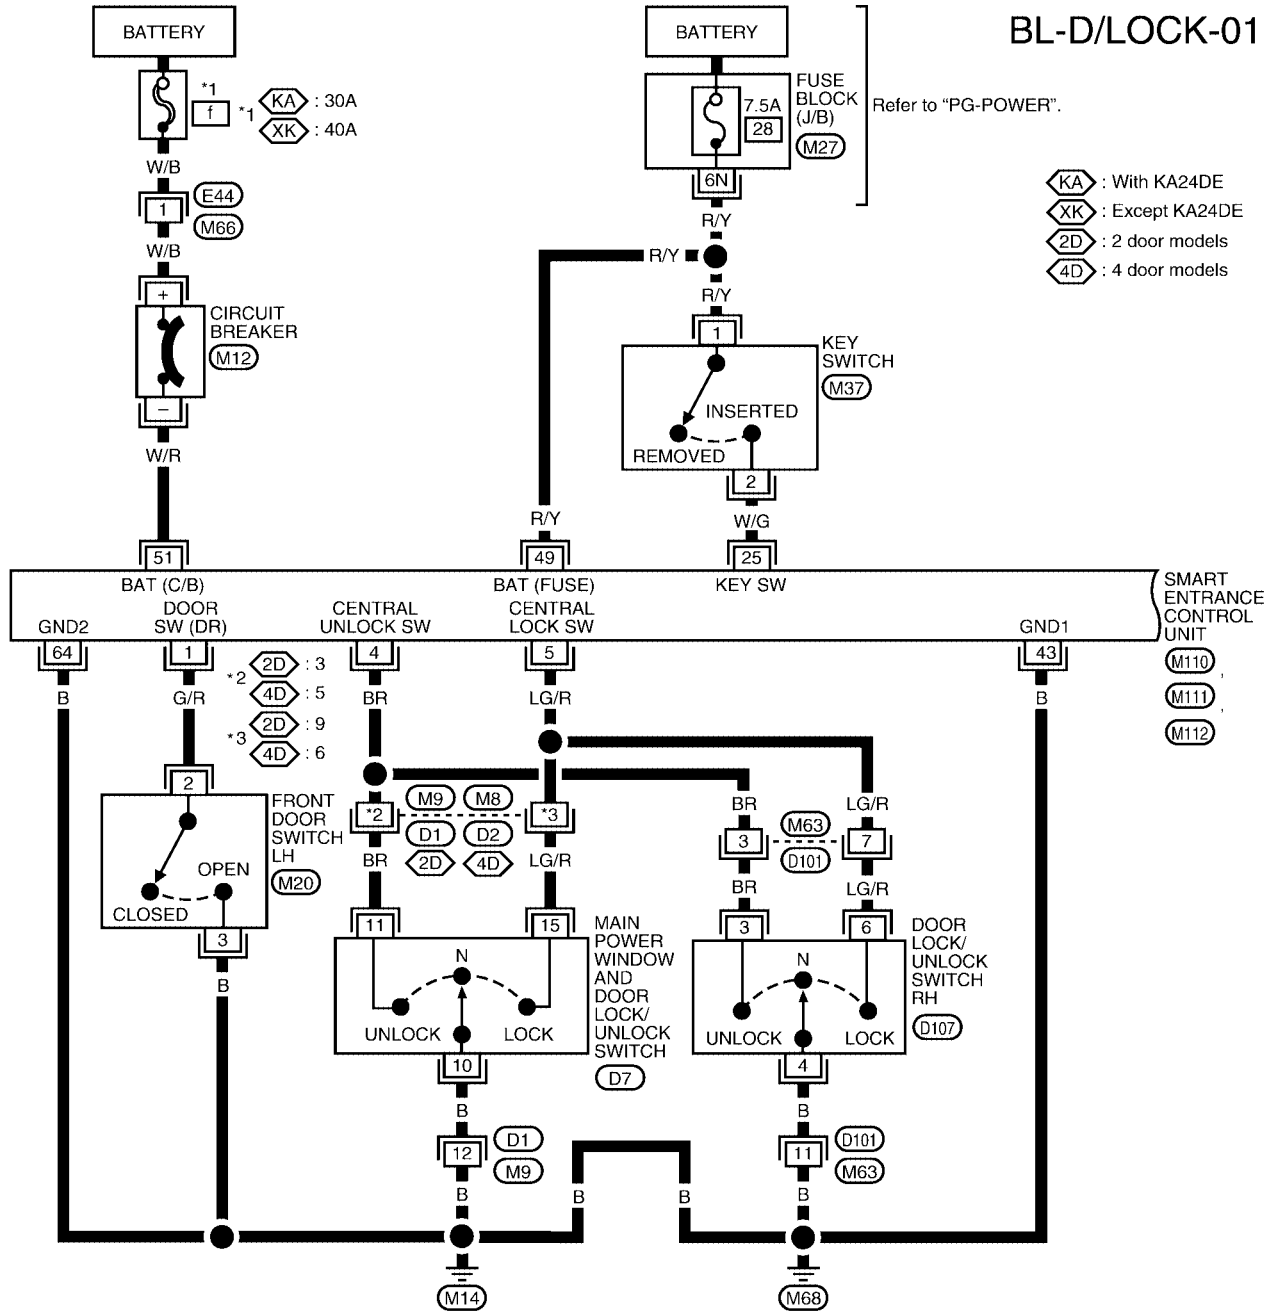 BL-D/LOCK-01
BATTERY
BATTERY
*1
f
*1
KA : 30A
XK : 40A
7.5A
28
FUSE
BLOCK
(J/B)
M27
Refer to "PG-POWER".
W/B
6N
E44
1
M66
R/Y
KA : With KA24DE
XK : Except KA24DE
2D : 2 door models
4D : 4 door models
W/B
R/Y
R/Y
+
CIRCUIT
BREAKER
M12
–
1
KEY
SWITCH
M37
INSERTED
REMOVED
W/R
2
R/Y
W/G
51
49
25
BAT (C/B)
BAT (FUSE)
KEY SW
DOOR
SW (DR)
CENTRAL
UNLOCK SW
CENTRAL
LOCK SW
GND2
GND1
SMART
ENTRANCE
CONTROL
UNIT
M110 ,
M111 ,
M112
64
1
4
5
43
*2
2D : 3
4D : 5
*3
2D : 9
4D : 6
B
G/R
BR
LG/R
B
2
FRONT
DOOR
SWITCH
LH
M20
OPEN
CLOSED
3
B
*2
M9
M8
*3
D1
D2
2D
4D
BR
LG/R
BR
LG/R
M63
3
7
D101
BR
LG/R
11
15
MAIN
POWER
WINDOW
AND
DOOR
LOCK/
UNLOCK
SWITCH
D7
N
UNLOCK
LOCK
10
3
6
DOOR
LOCK/
UNLOCK
SWITCH
RH
D107
N
UNLOCK
LOCK
4
B
B
12
D1
M9
11
D101
M63
B
B
B
B
M14
M68